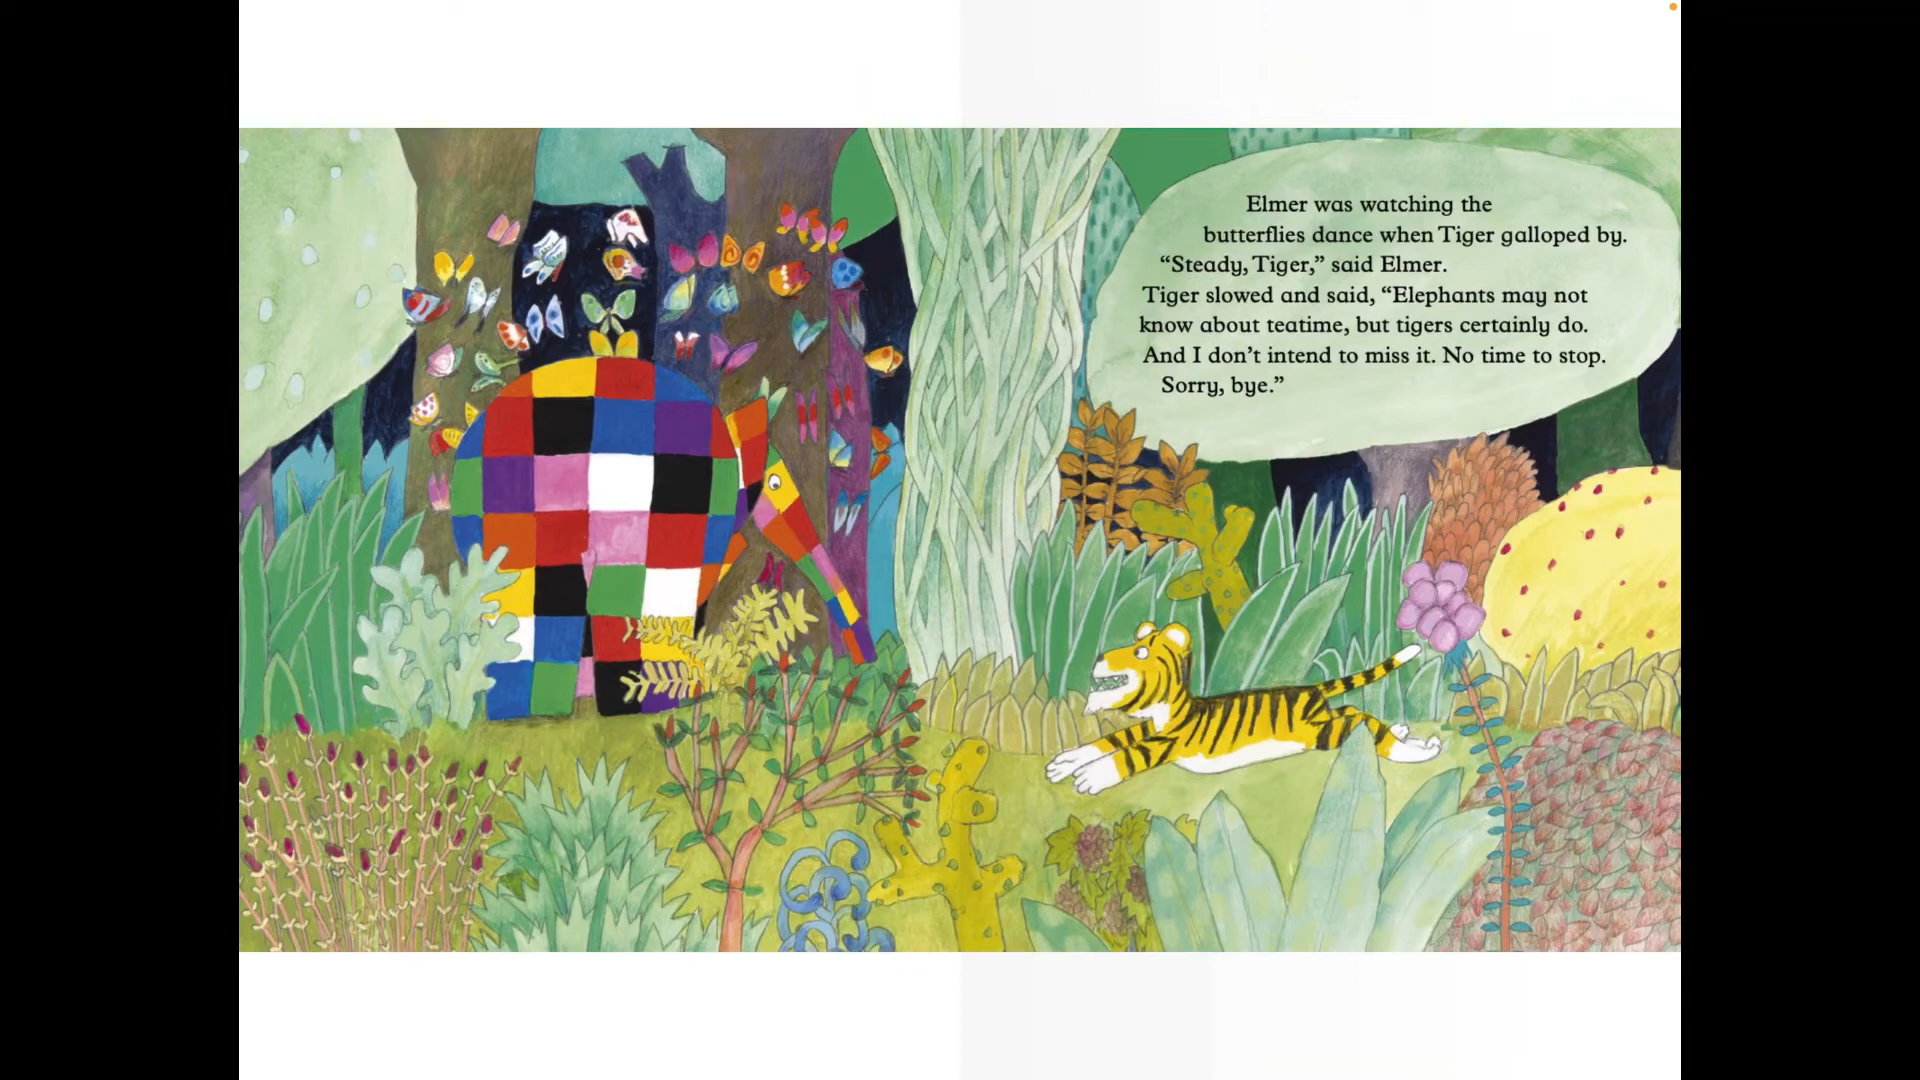 Elmer was watching the
butterflies dance when Tiger galloped by.
“Steady, Tiger,” said Elmer.
Tiger slowed and said, “Elephants may not
know about teatime, but tigers certainly do.
And I don’t intend to miss it. No time to stop.
Sorry, bye.”